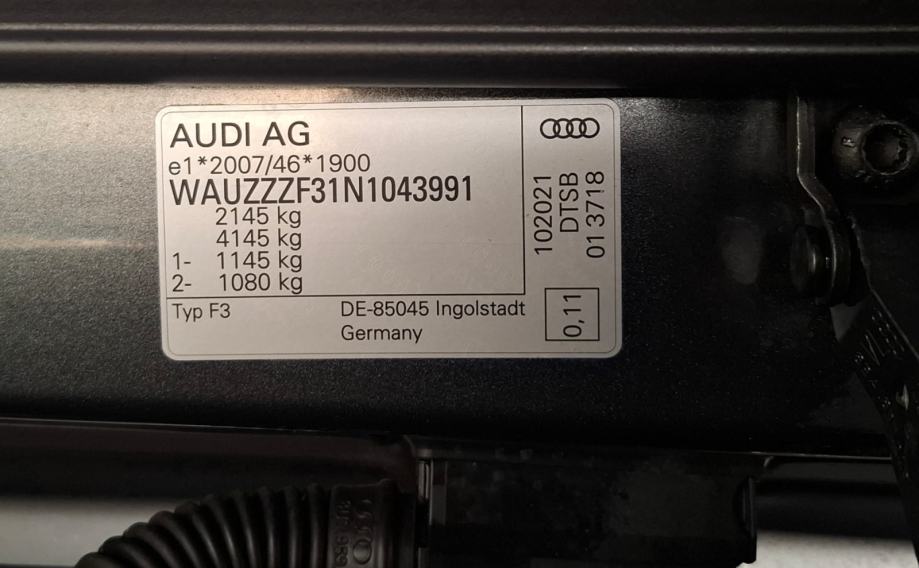 AUDI AG
e1*2007/46*1900
WAUZZZF31N1043991
2145 kg
4145 kg
1- 1145 kg
2- 1080 kg
Typ F3
DE-85045 Ingolstadt
Germany
102021
DTSB
01 3718
0,11